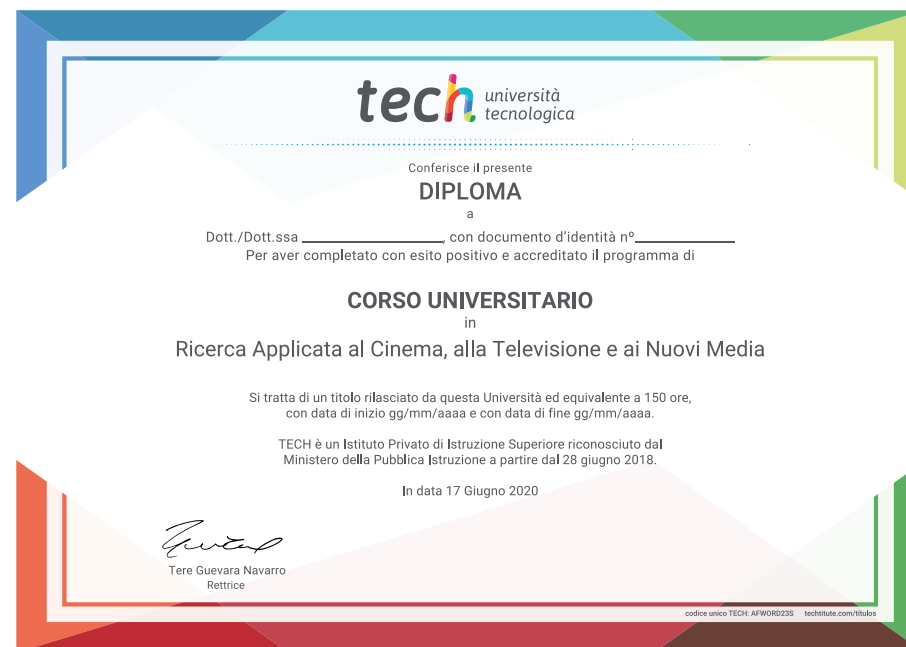 tech università
tecnologica
Conferisce il presente
DIPLOMA
a
Dott./Dott.ssa ________________, con documento d'identità nº____________
Per aver completato con esito positivo e accreditato il programma di
CORSO UNIVERSITARIO
in
Ricerca Applicata al Cinema, alla Televisione e ai Nuovi Media
Si tratta di un titolo rilasciato da questa Università ed equivalente a 150 ore,
con data di inizio gg/mm/aaaa e con data di fine gg/mm/aaaa.
TECH è un Istituto Privato di Istruzione Superiore riconosciuto dal
Ministero della Pubblica Istruzione a partire dal 28 giugno 2018.
In data 17 Giugno 2020
Tere Guevara Navarro
Rettrice
codice unico TECH: AFWORD23S techtitute.com/titulos